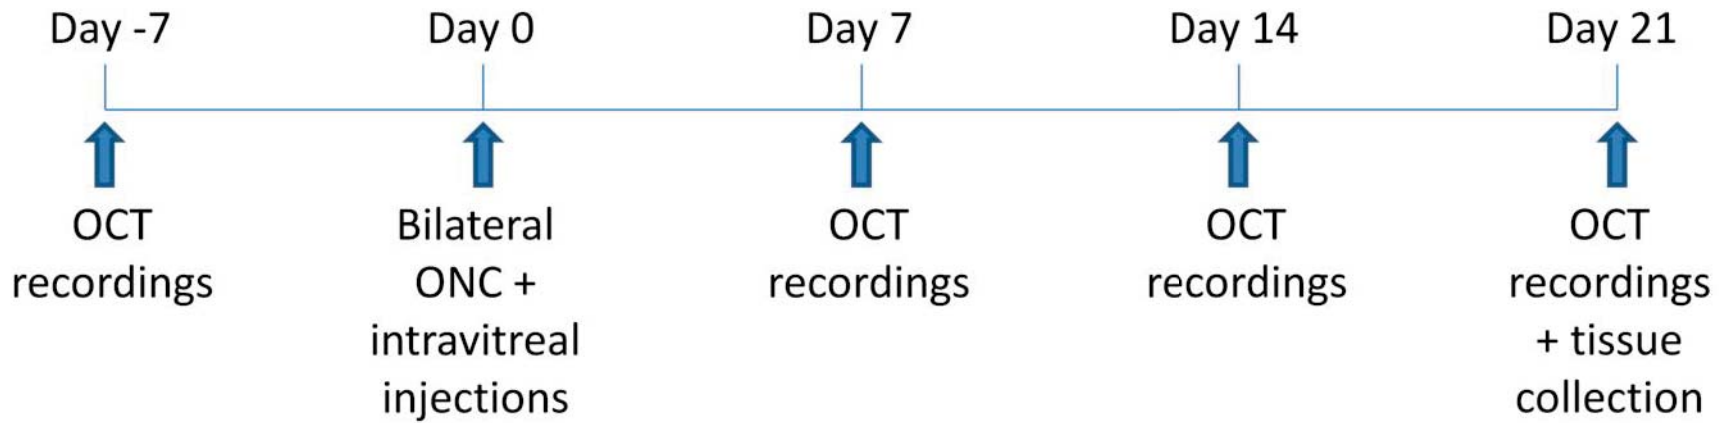 Day -7
Day 0
Day 7
Day 14
Day 21
OCT
recordings
Bilateral
ONC +
intravitreal
injections
OCT
recordings
OCT
recordings
OCT
recordings
+ tissue
collection